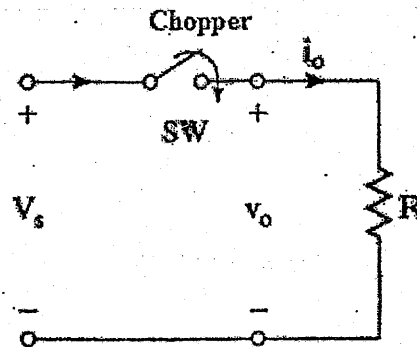 Chopper
i₀
+ SW +
Vₛ v₀ R
− −